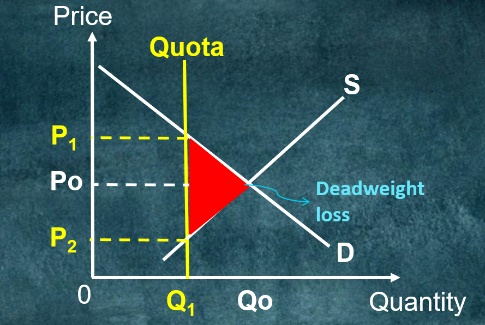 Price
Quota
S
P1
Po
Deadweight
loss
P2
D
0
Q1
Qo
Quantity